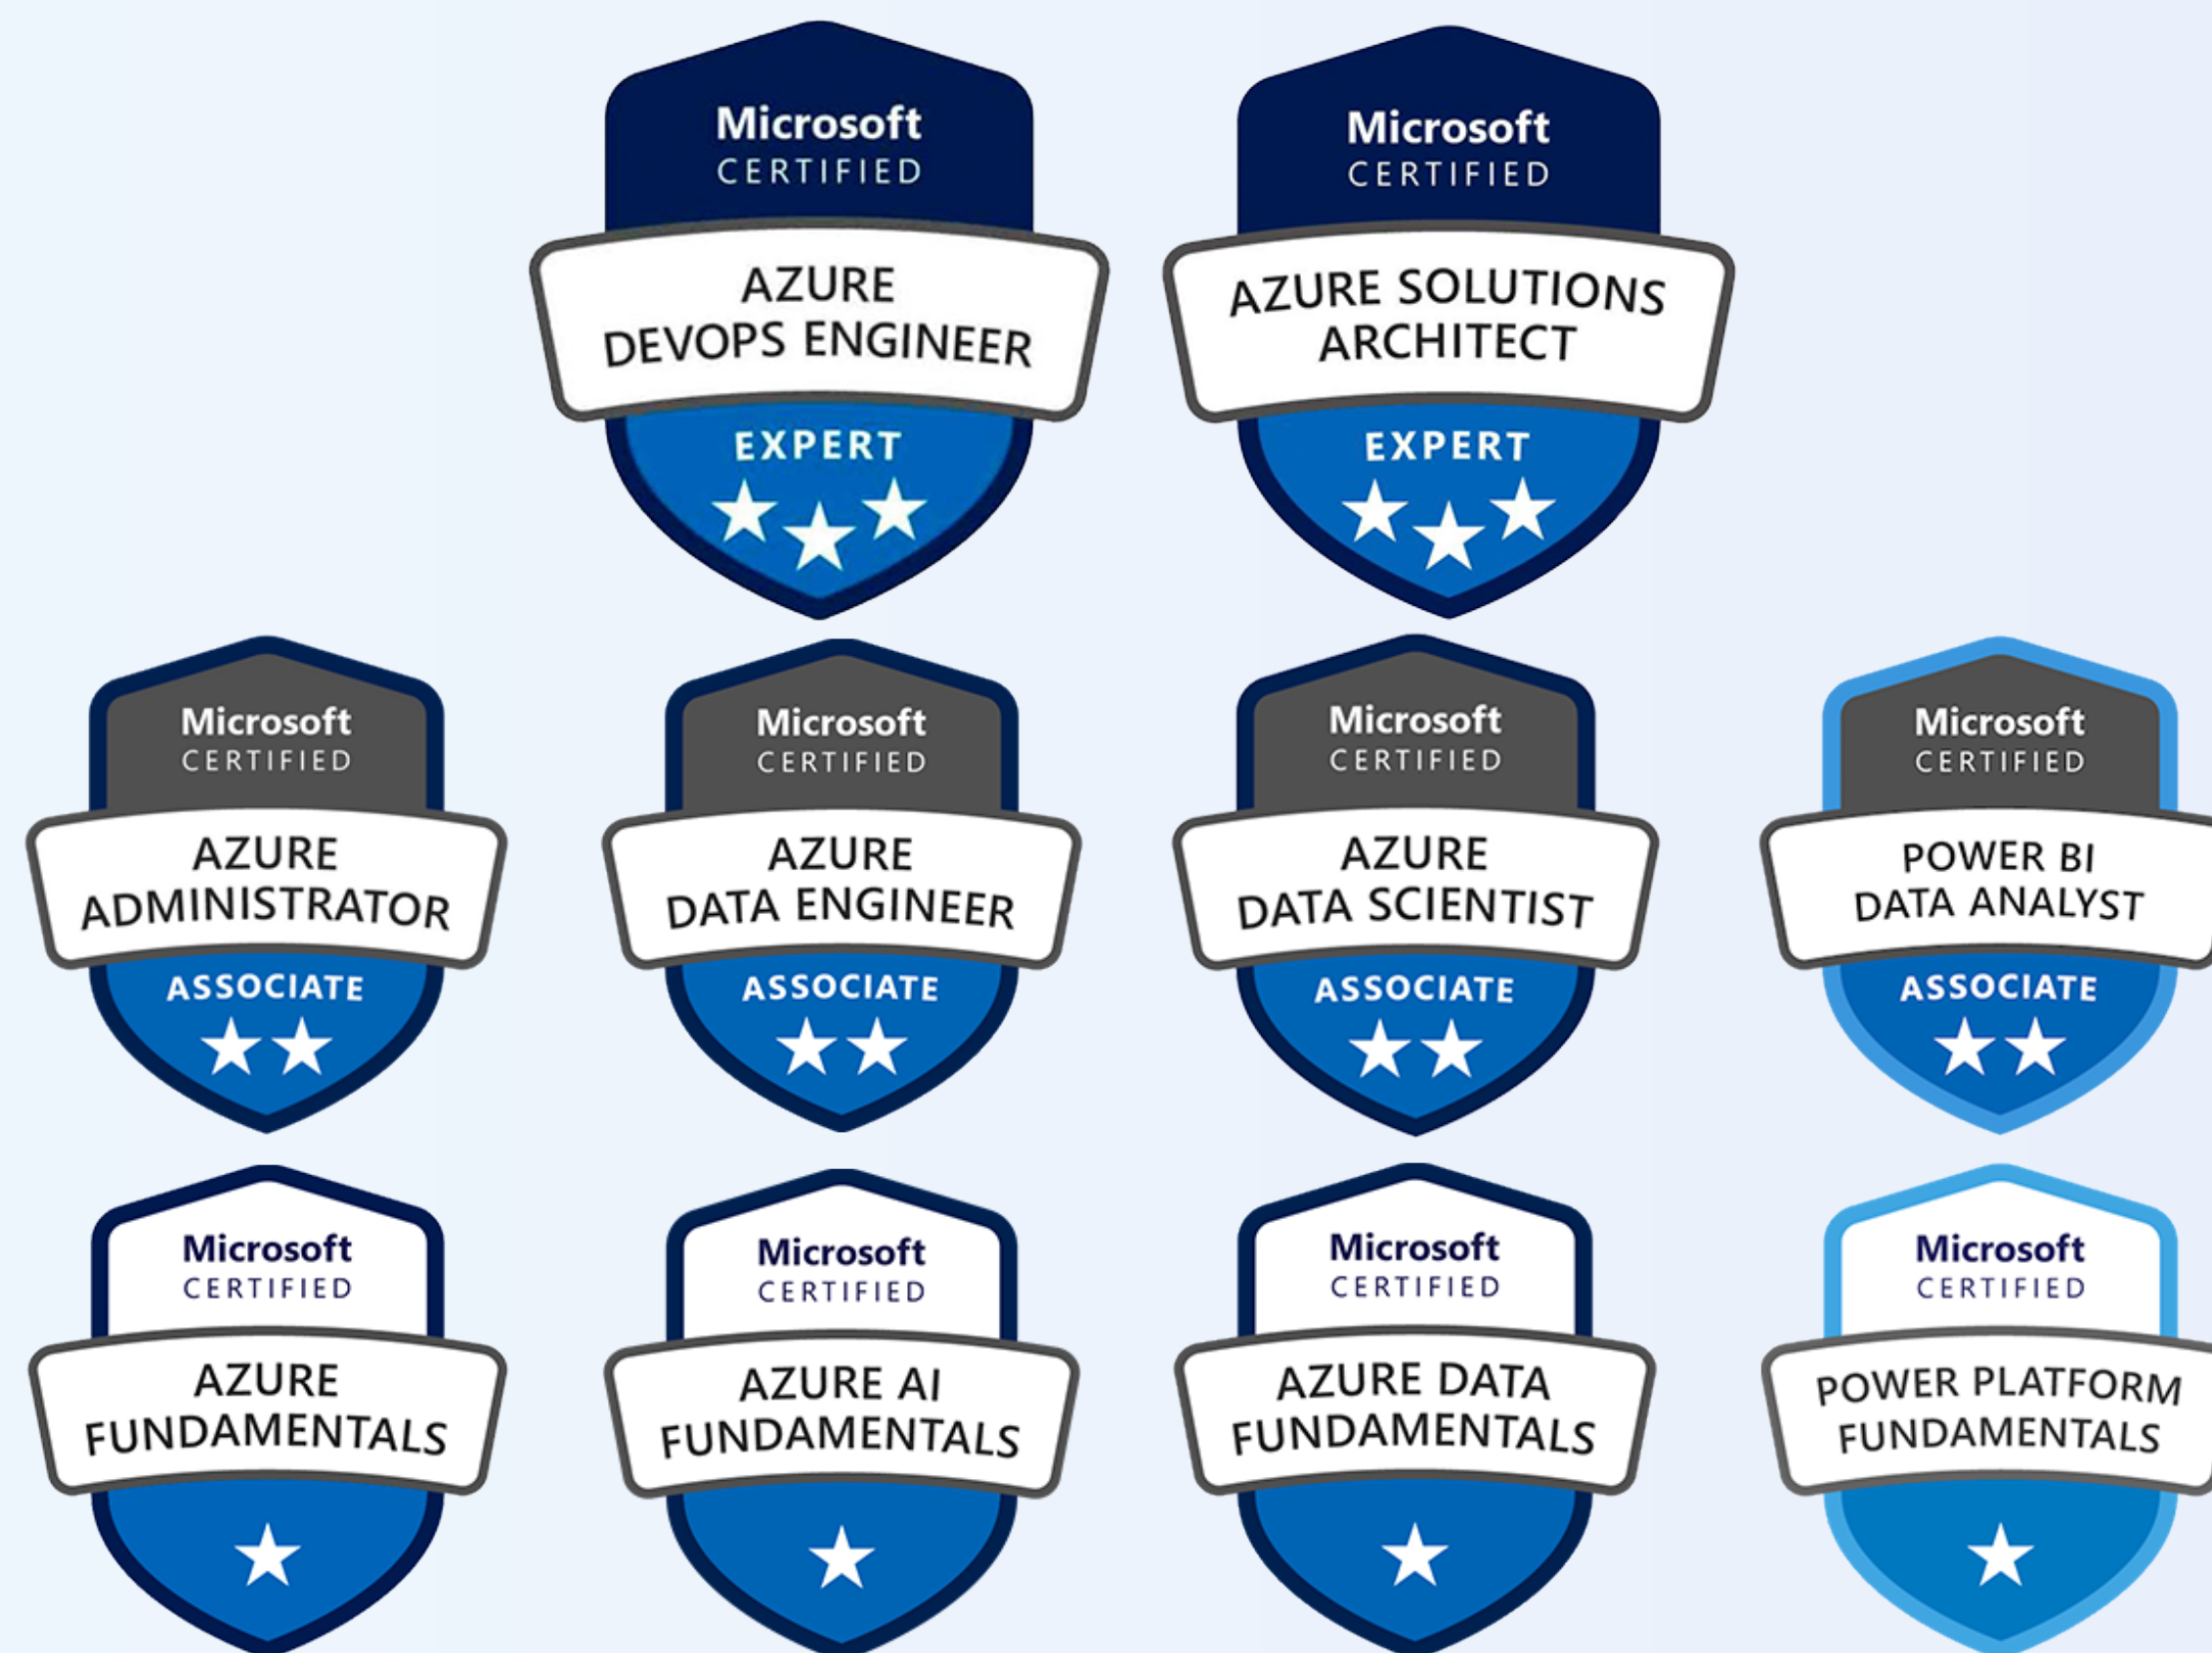 Microsoft
CERTIFIED
AZURE
DEVOPS ENGINEER
EXPERT
Microsoft
CERTIFIED
AZURE SOLUTIONS
ARCHITECT
EXPERT
Microsoft
CERTIFIED
AZURE
ADMINISTRATOR
ASSOCIATE
Microsoft
CERTIFIED
AZURE
DATA ENGINEER
ASSOCIATE
Microsoft
CERTIFIED
AZURE
DATA SCIENTIST
ASSOCIATE
Microsoft
CERTIFIED
POWER BI
DATA ANALYST
ASSOCIATE
Microsoft
CERTIFIED
AZURE
FUNDAMENTALS
Microsoft
CERTIFIED
AZURE AI
FUNDAMENTALS
Microsoft
CERTIFIED
AZURE DATA
FUNDAMENTALS
Microsoft
CERTIFIED
POWER PLATFORM
FUNDAMENTALS